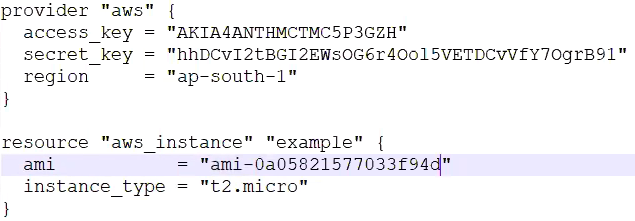 provider "aws" {
  access_key = "AKIA4ANTHMCTMC5P3GZH"
  secret_key = "hhDCvI2tBGI2EWsOG6r4Ool5VETDCvVfY7OgrB91"
  region     = "ap-south-1"
}
resource "aws_instance" "example" {
  ami           = "ami-0a05821577033f94d"
  instance_type = "t2.micro"
}